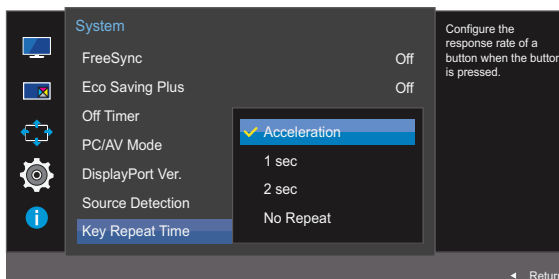 System
FreeSync Off
Eco Saving Plus Off
Off Timer
PC/AV Mode
DisplayPort Ver.
Source Detection
Key Repeat Time
Acceleration
1 sec
2 sec
No Repeat
Configure the
response rate of a
button when the button
is pressed.
Return